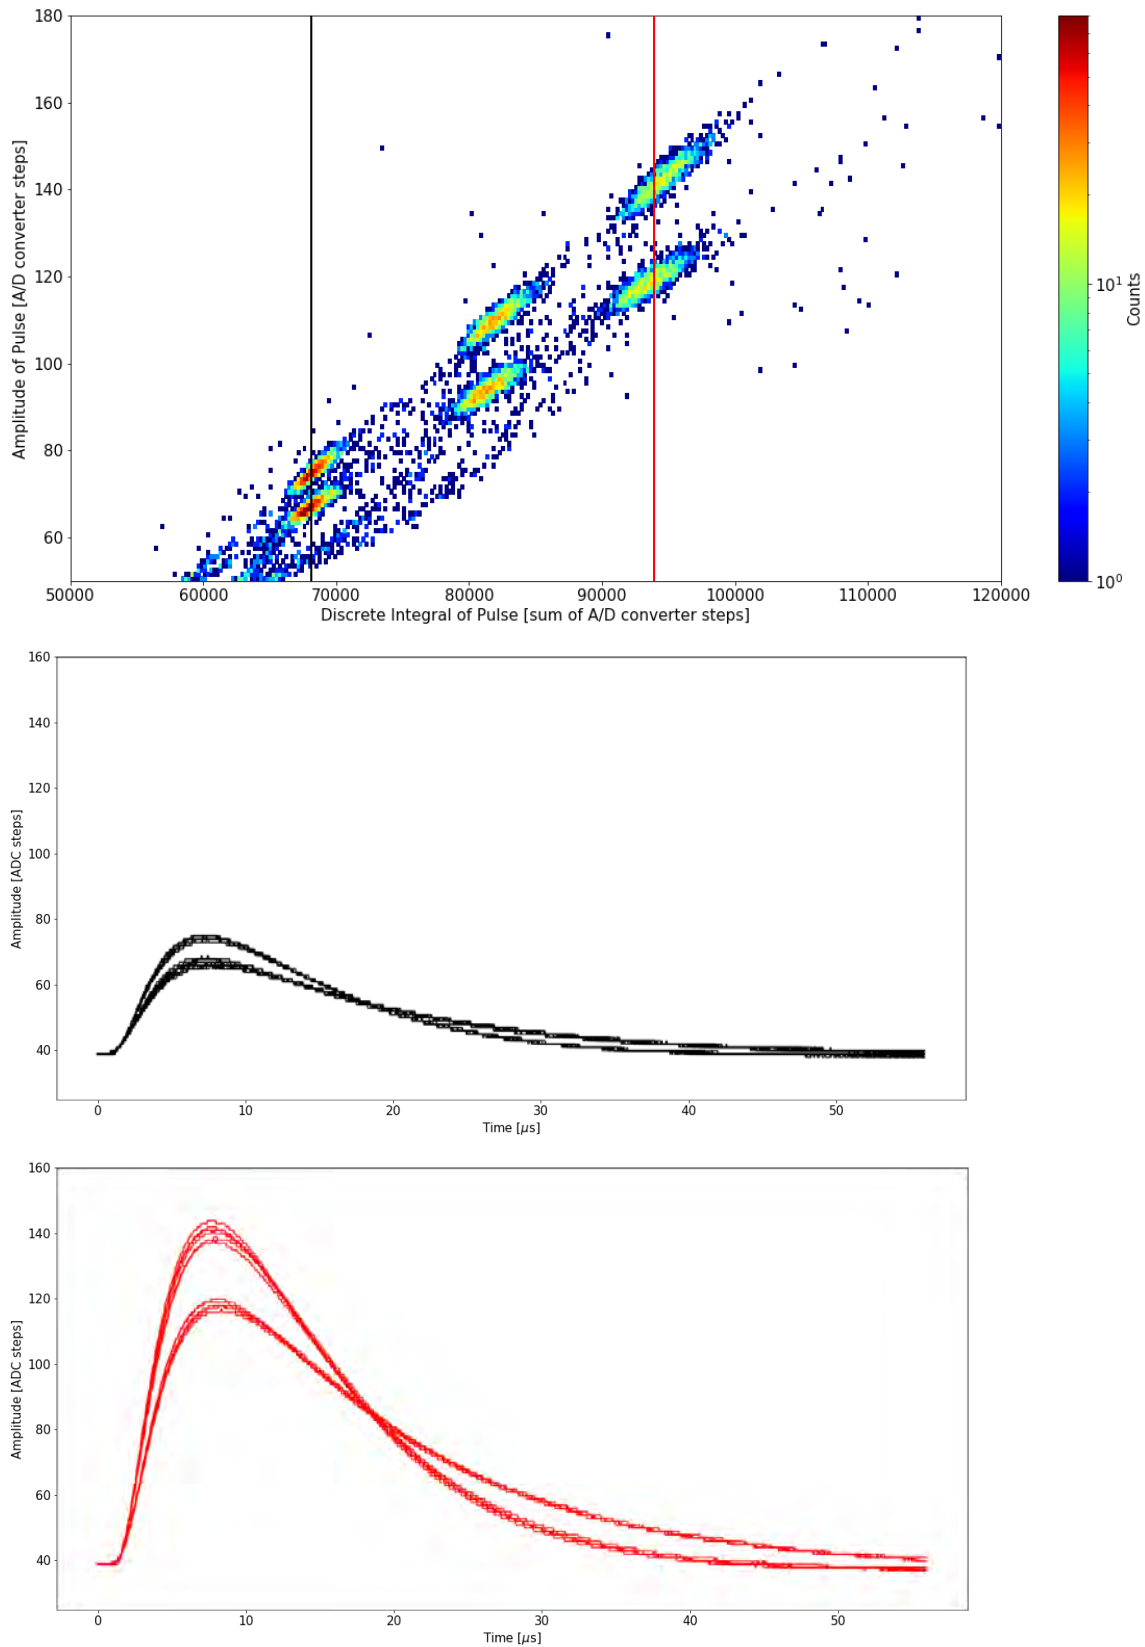 180
160
140
120
100
80
60
Amplitude of Pulse [A/D converter steps]
50000 60000 70000 80000 90000 100000 110000 120000
Discrete Integral of Pulse [sum of A/D converter steps]
10¹
10⁰
Counts
160
140
120
100
80
60
40
Amplitude [ADC steps]
0 10 20 30 40 50
Time [μs]
160
140
120
100
80
60
40
Amplitude [ADC steps]
0 10 20 30 40 50
Time [μs]